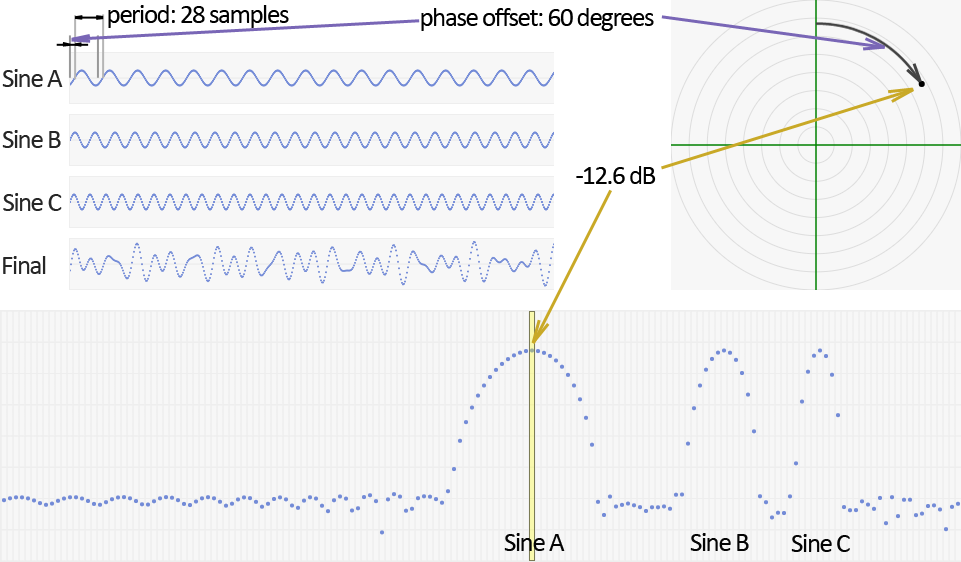 period: 28 samples
phase offset: 60 degrees
Sine A
Sine B
Sine C
Final
-12.6 dB
Sine A
Sine B
Sine C